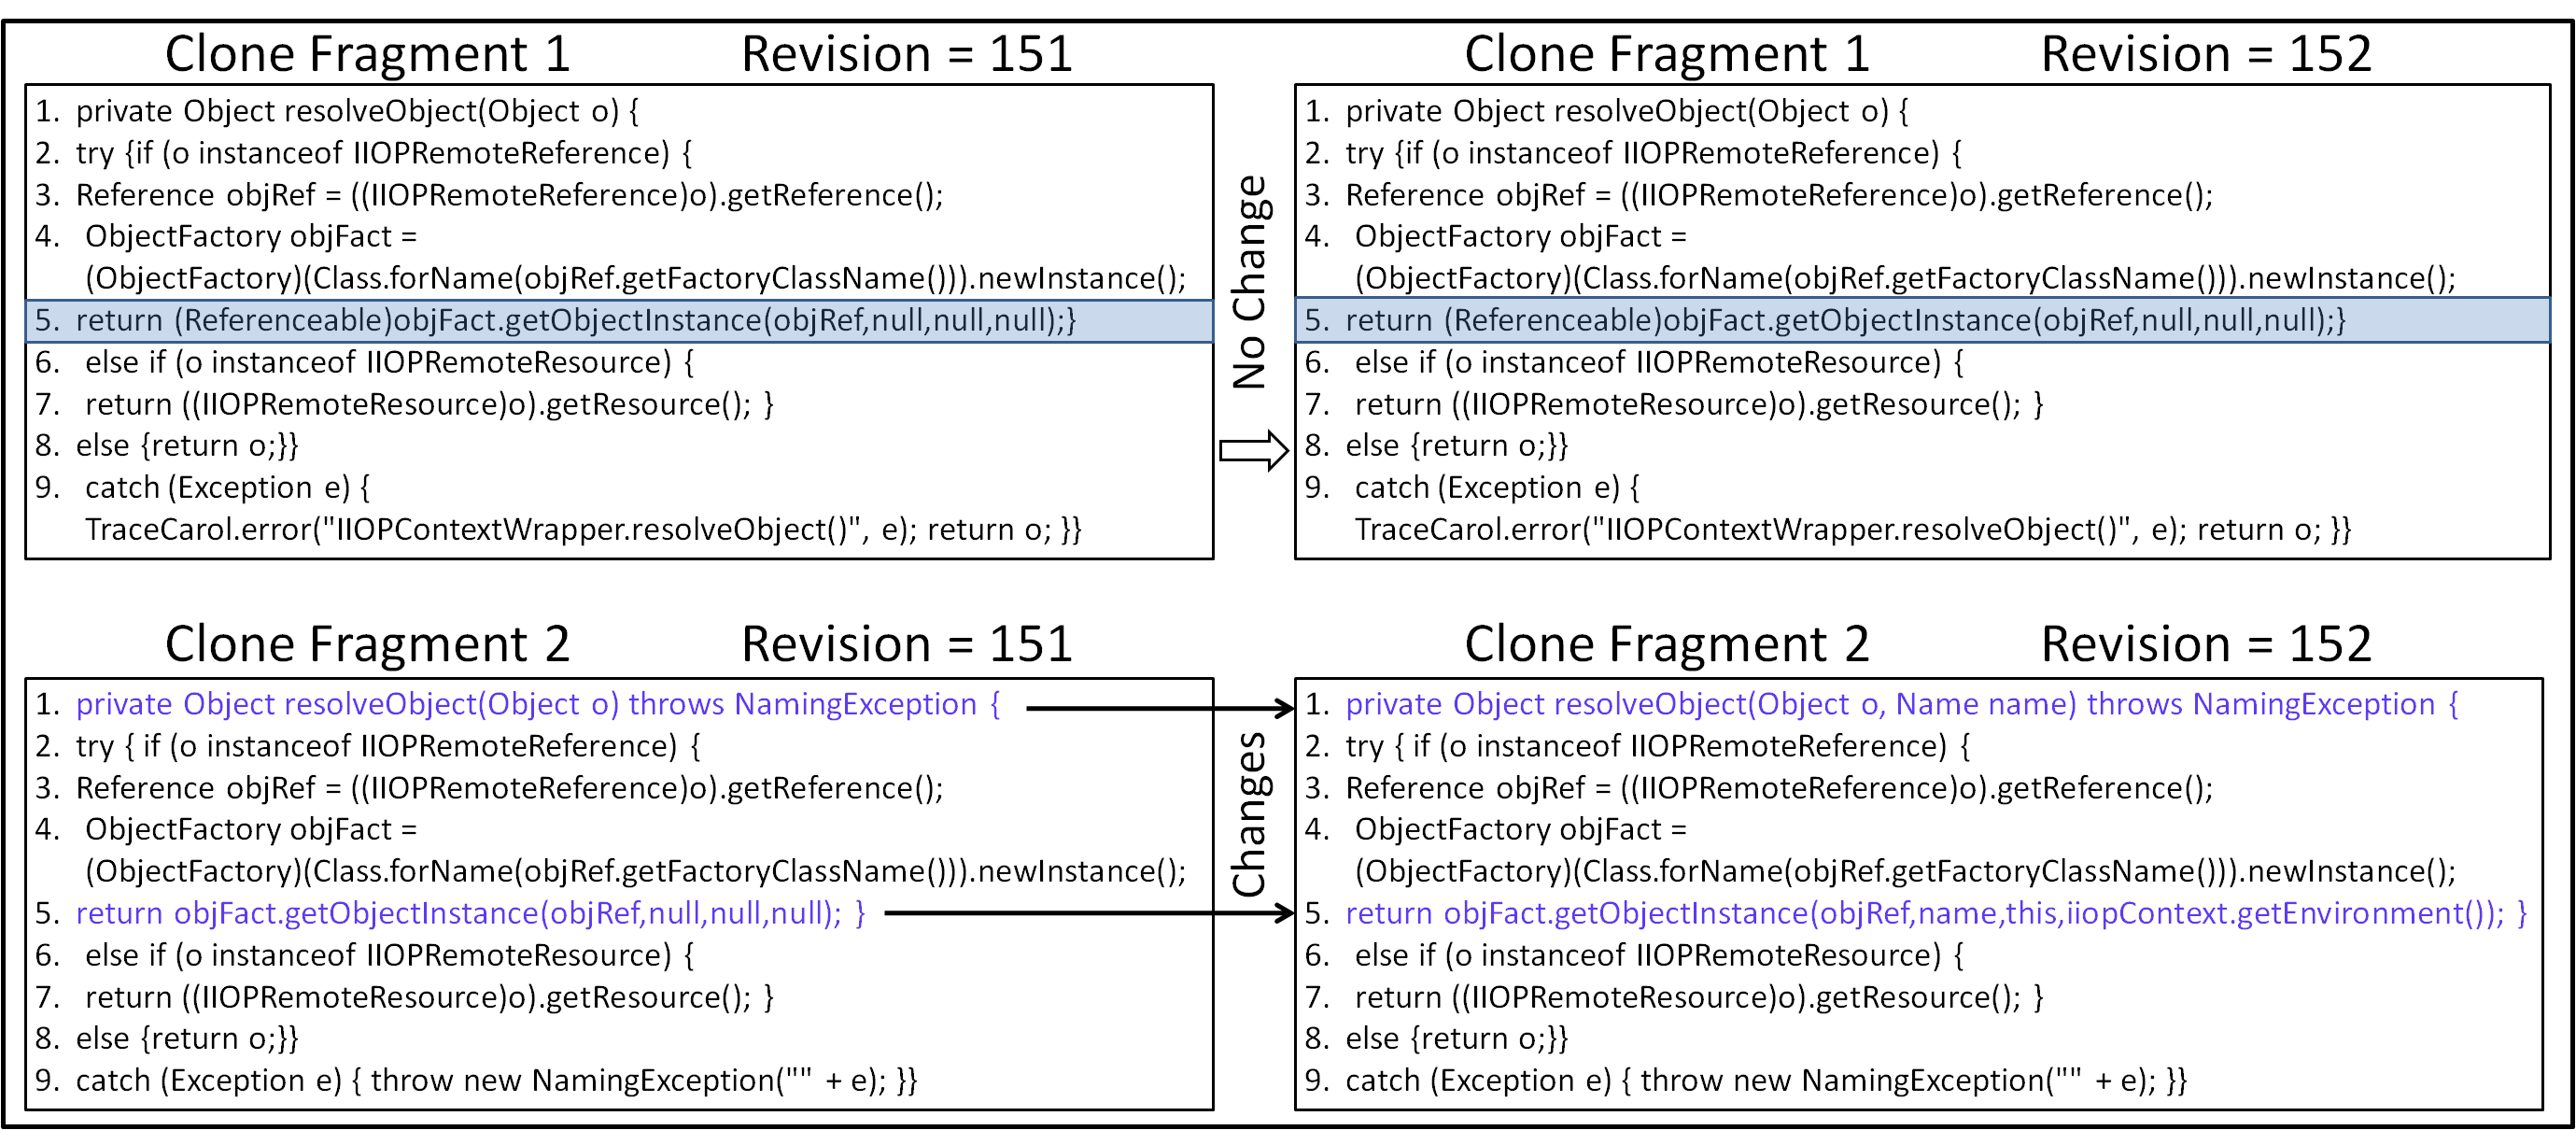 Clone Fragment 1 Revision = 151
1. private Object resolveObject(Object o) {
2. try {if (o instanceof IIOPRemoteReference) {
3. Reference objRef = ((IIOPRemoteReference)o).getReference();
4. ObjectFactory objFact =
(ObjectFactory)(Class.forName(objRef.getFactoryClassName())).newInstance();
5. return (Referenceable)objFact.getObjectInstance(objRef,null,null,null);}
6. else if (o instanceof IIOPRemoteResource) {
7. return ((IIOPRemoteResource)o).getResource(); }
8. else {return o;}}
9. catch (Exception e) {
TraceCarol.error("IIOPContextWrapper.resolveObject()", e); return o; }}
No Change
Clone Fragment 1 Revision = 152
1. private Object resolveObject(Object o) {
2. try {if (o instanceof IIOPRemoteReference) {
3. Reference objRef = ((IIOPRemoteReference)o).getReference();
4. ObjectFactory objFact =
(ObjectFactory)(Class.forName(objRef.getFactoryClassName())).newInstance();
5. return (Referenceable)objFact.getObjectInstance(objRef,null,null,null);}
6. else if (o instanceof IIOPRemoteResource) {
7. return ((IIOPRemoteResource)o).getResource(); }
8. else {return o;}}
9. catch (Exception e) {
TraceCarol.error("IIOPContextWrapper.resolveObject()", e); return o; }}
Clone Fragment 2 Revision = 151
1. private Object resolveObject(Object o) throws NamingException {
2. try { if (o instanceof IIOPRemoteReference) {
3. Reference objRef = ((IIOPRemoteReference)o).getReference();
4. ObjectFactory objFact =
(ObjectFactory)(Class.forName(objRef.getFactoryClassName())).newInstance();
5. return objFact.getObjectInstance(objRef,null,null,null); }
6. else if (o instanceof IIOPRemoteResource) {
7. return ((IIOPRemoteResource)o).getResource(); }
8. else {return o;}}
9. catch (Exception e) { throw new NamingException("" + e); }}
Changes
Clone Fragment 2 Revision = 152
1. private Object resolveObject(Object o, Name name) throws NamingException {
2. try { if (o instanceof IIOPRemoteReference) {
3. Reference objRef = ((IIOPRemoteReference)o).getReference();
4. ObjectFactory objFact =
(ObjectFactory)(Class.forName(objRef.getFactoryClassName())).newInstance();
5. return objFact.getObjectInstance(objRef,name,this,iiopContext.getEnvironment()); }
6. else if (o instanceof IIOPRemoteResource) {
7. return ((IIOPRemoteResource)o).getResource(); }
8. else {return o;}}
9. catch (Exception e) { throw new NamingException("" + e); }}